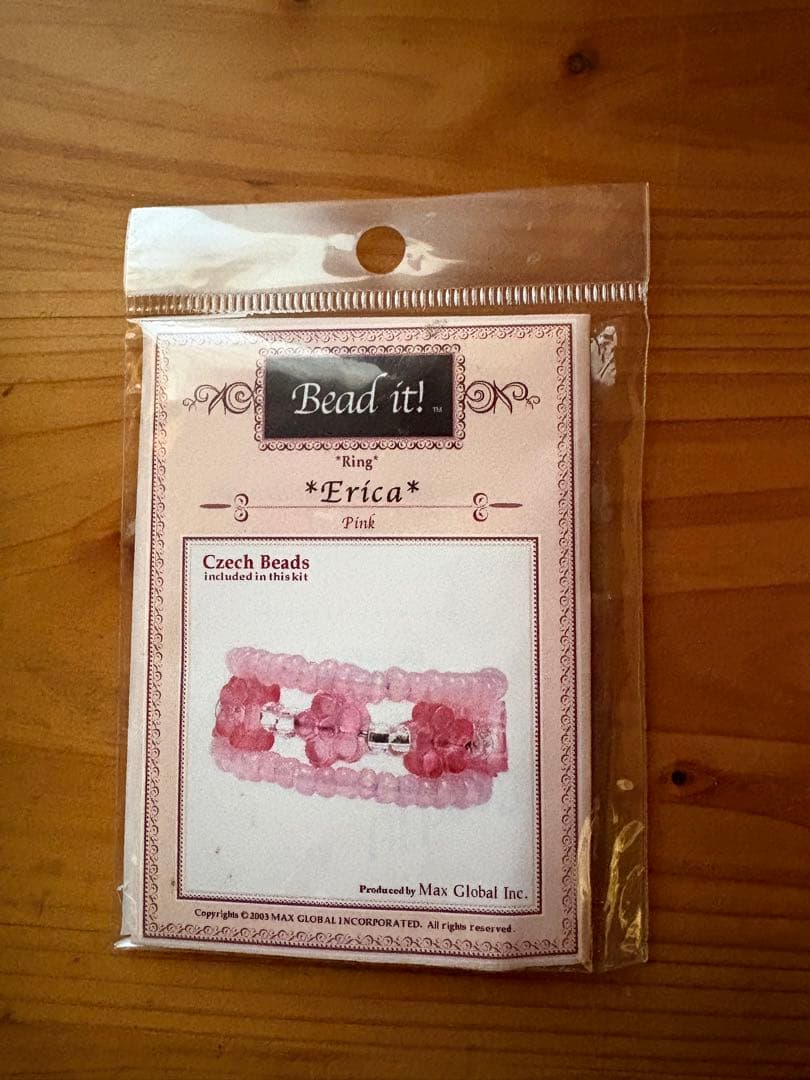 Bead it! ™
*Ring*
*Erica*
Pink
Czech Beads
included in this kit
Produced by Max Global Inc.
Copyrights ©2003 MAX GLOBAL INCORPORATED. All rights reserved.